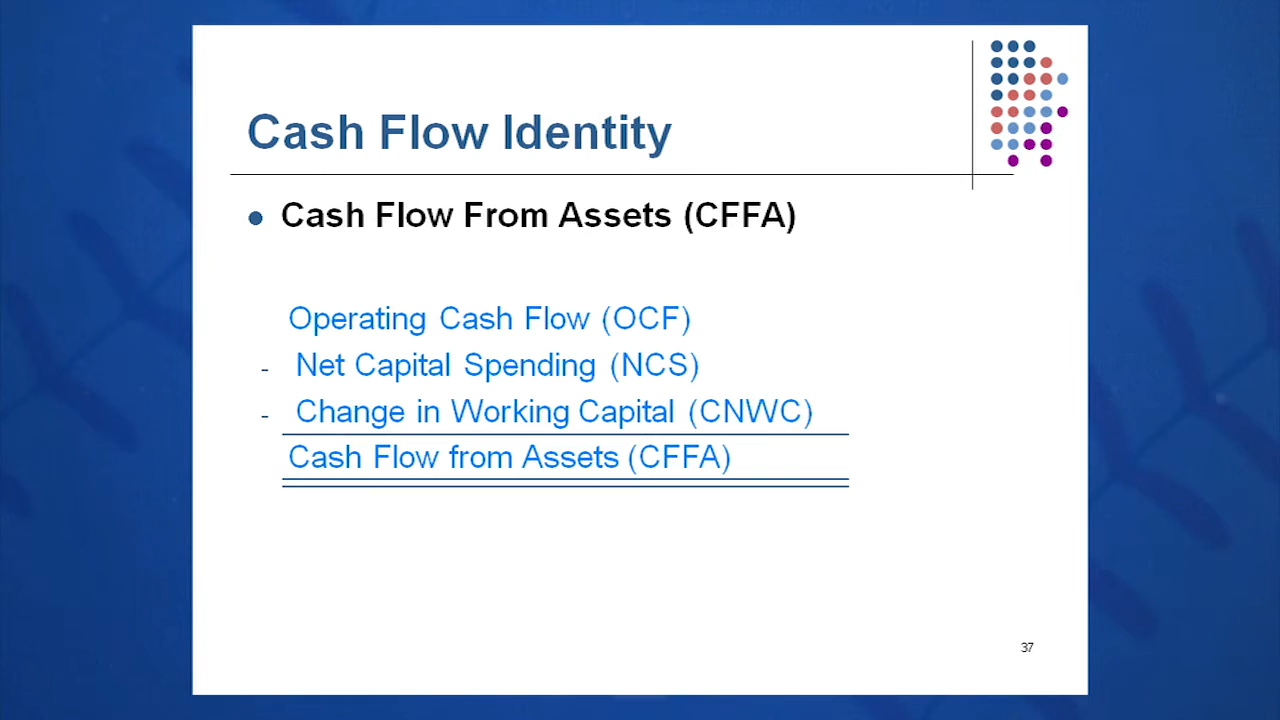 Cash Flow Identity
● Cash Flow From Assets (CFFA)
Operating Cash Flow (OCF)
- Net Capital Spending (NCS)
- Change in Working Capital (CNWC)
Cash Flow from Assets (CFFA)
37